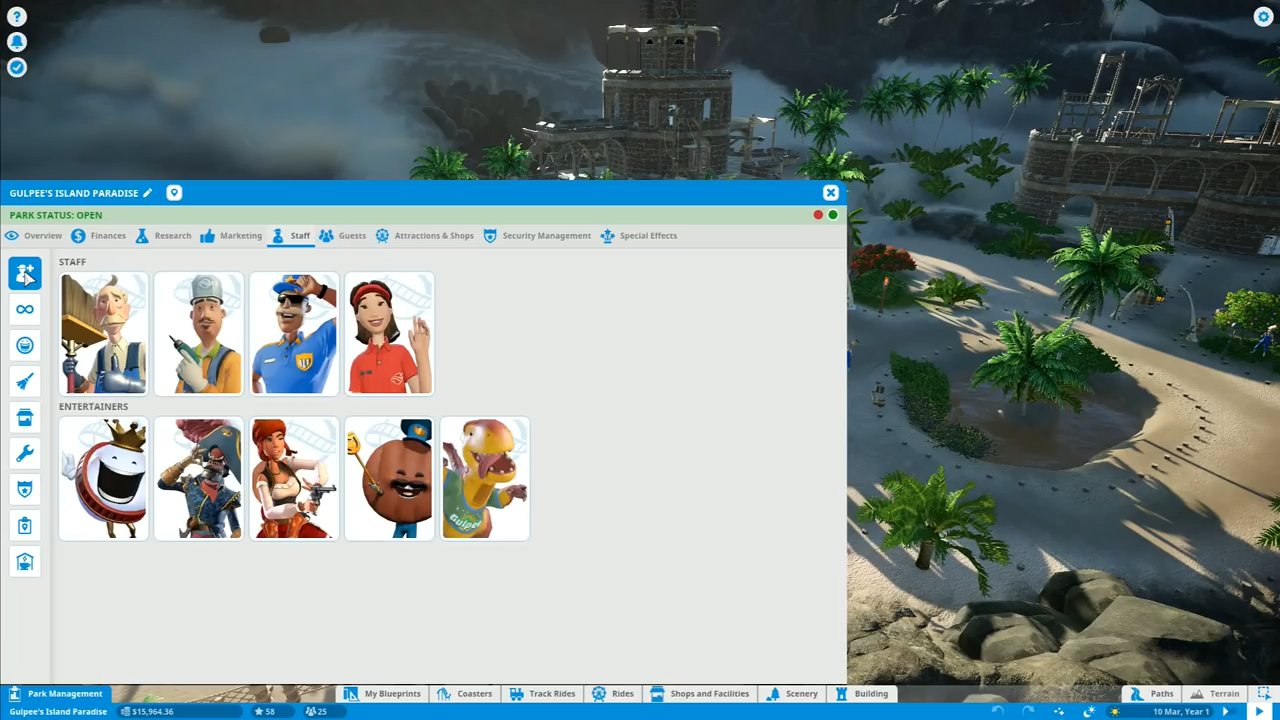 ?
GULPEE'S ISLAND PARADISE
PARK STATUS: OPEN
Overview
Finances
Research
Marketing
Staff
Guests
Attractions & Shops
Security Management
Special Effects
STAFF
ENTERTAINERS
Gulpee
Park Management
My Blueprints
Coasters
Track Rides
Rides
Shops and Facilities
Scenery
Building
Paths
Terrain
Gulpee's Island Paradise
$15,964.36
58
25
10 Mar, Year 1